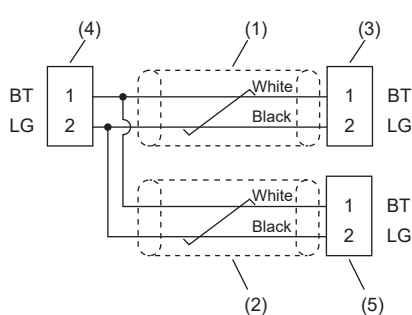 (4) (1) (3)
BT 1 White 1 BT
LG 2 Black 2 LG
White 1 BT
Black 2 LG
(2) (5)